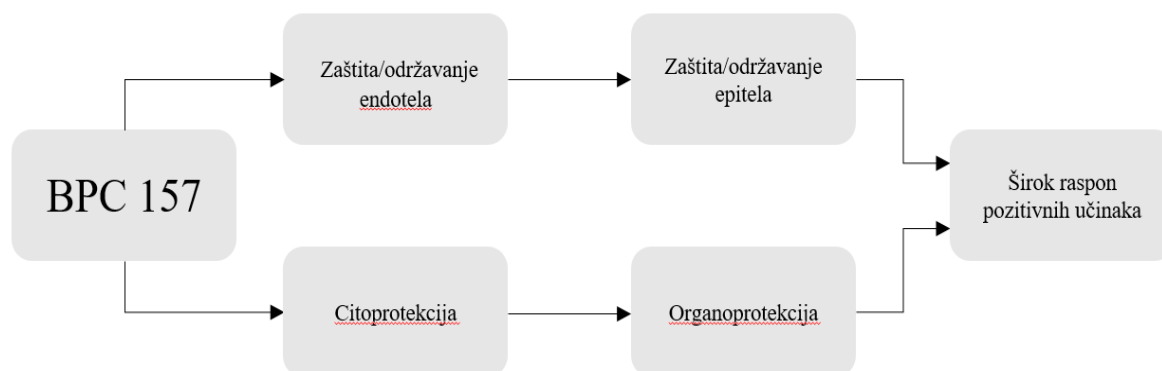 BPC 157
Zaštita/održavanje
endotela
Zaštita/održavanje
epitela
Citoprotekcija
Organoprotekcija
Širok raspon
pozitivnih učinaka